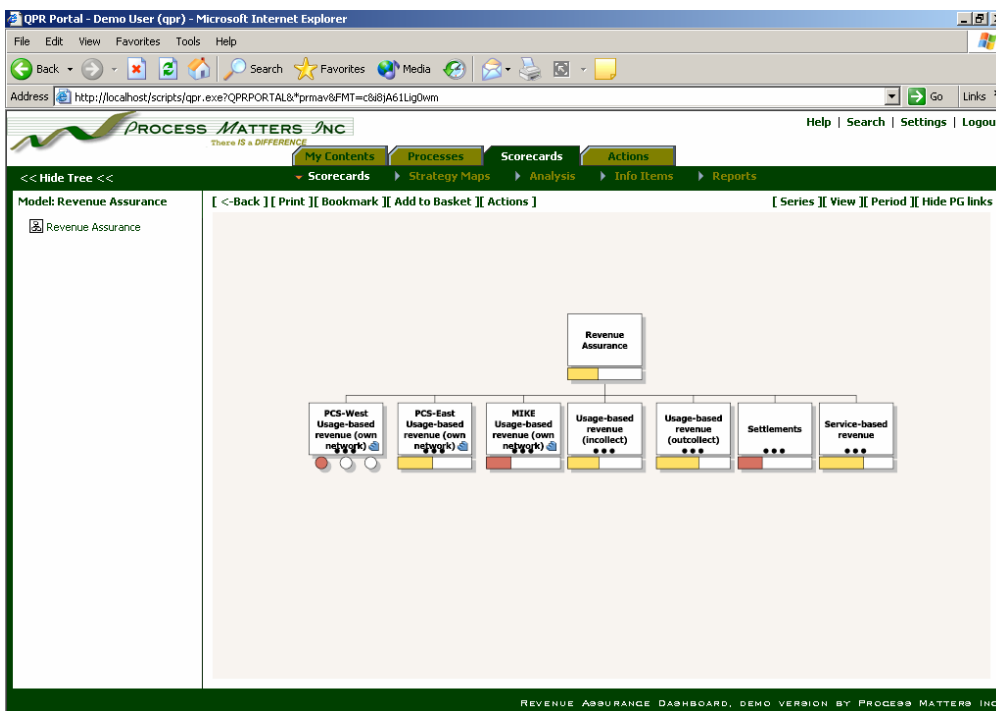 QPR Portal - Demo User (qpr) - Microsoft Internet Explorer
File Edit View Favorites Tools Help
Back Search Favorites Media
Address http://localhost/scripts/qpr.exe?QPRPORTAL&*prmav&FMT=c&i8jA61Lig0wm Go Links
PROCESS MATTERS INC
There IS a DIFFERENCE
Help | Search | Settings | Logou
My Contents Processes Scorecards Actions
<< Hide Tree << Scorecards Strategy Maps Analysis Info Items Reports
Model: Revenue Assurance [ <-Back ][ Print ][ Bookmark ][ Add to Basket ][ Actions ] [ Series ][ View ][ Period ][ Hide PG links
Revenue Assurance
Revenue
Assurance
PCS-West
Usage-based
revenue (own
network)
PCS-East
Usage-based
revenue (own
network)
MIKE
Usage-based
revenue (own
network)
Usage-based
revenue
(incollect)
Usage-based
revenue
(outcollect)
Settlements
Service-based
revenue
REVENUE ASSURANCE DASHBOARD, DEMO VERSION BY PROCESS MATTERS INC